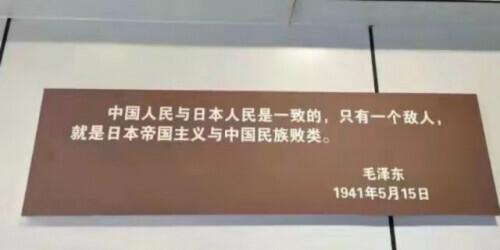 中国人民与日本人民是一致的，只有一个敌人，
就是日本帝国主义与中国民族败类。
毛泽东
1941年5月15日